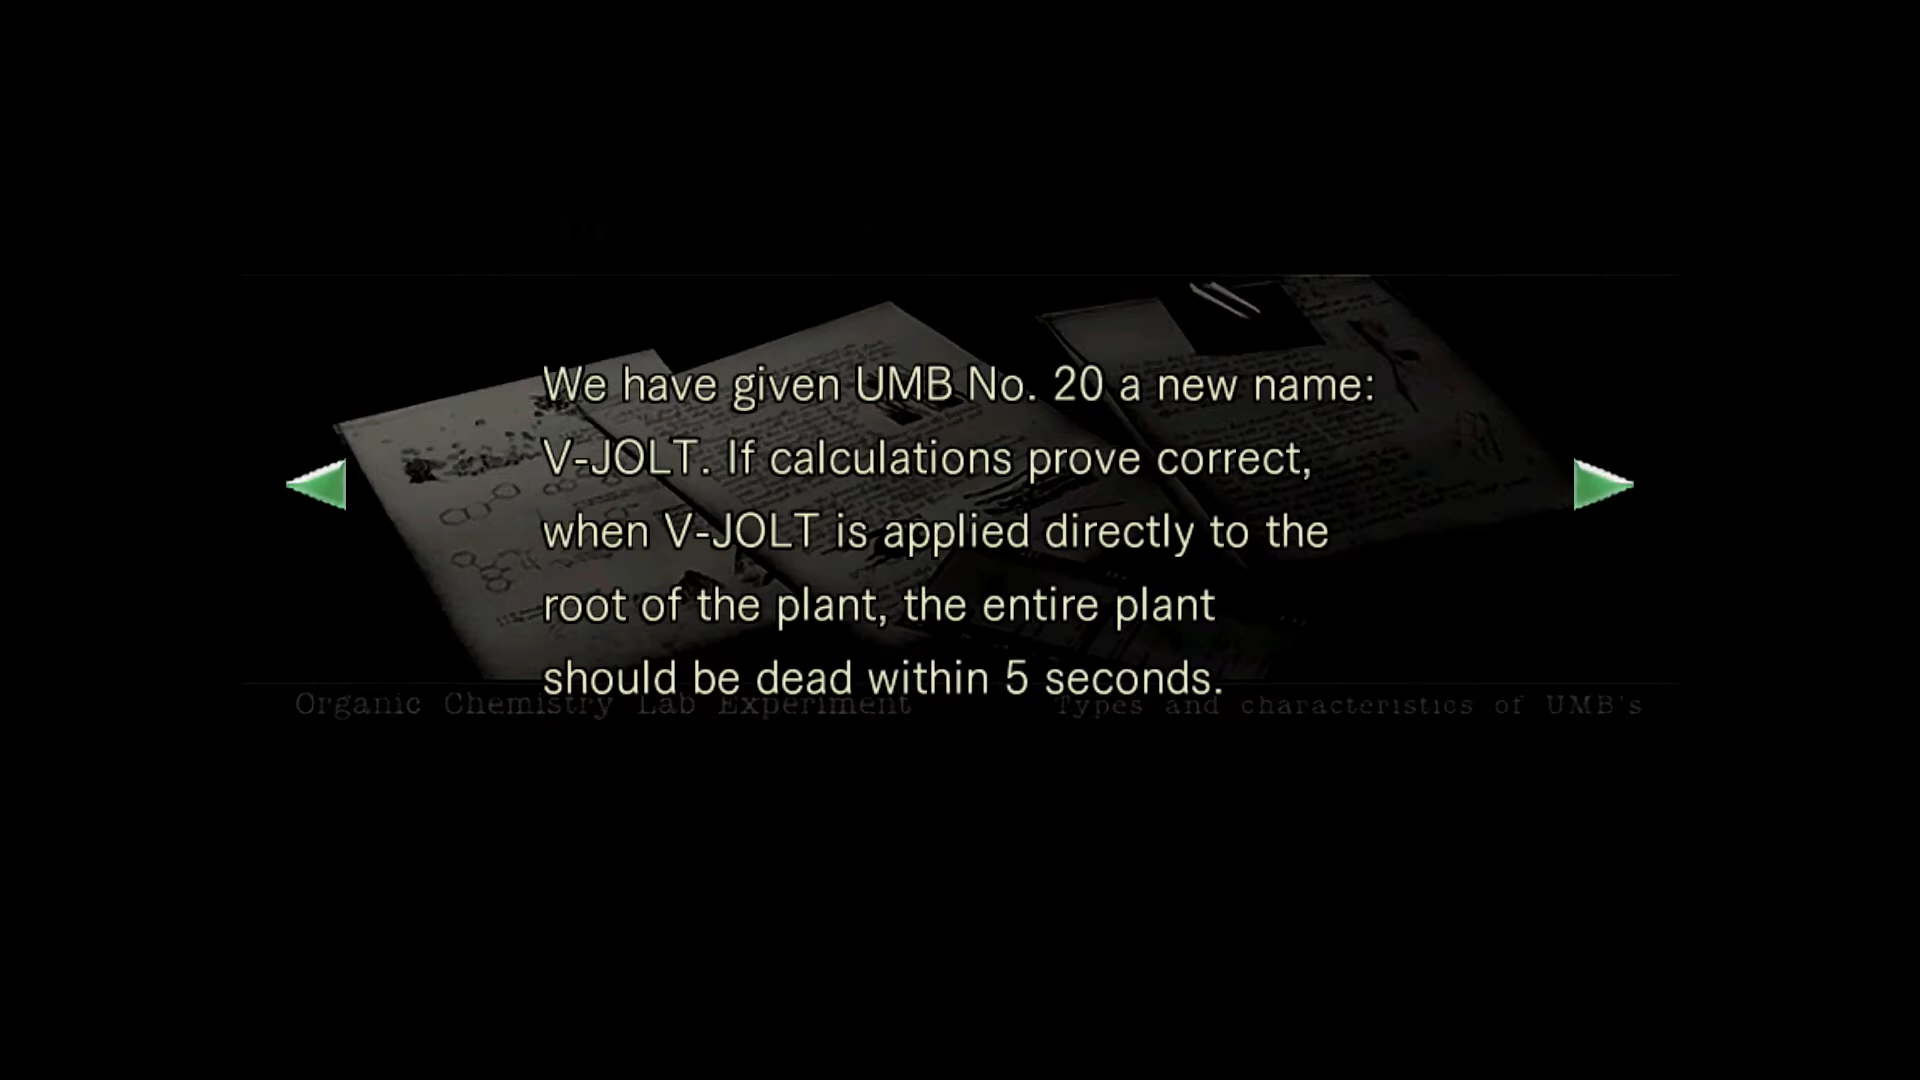 We have given UMB No. 20 a new name:
V-JOLT. If calculations prove correct,
when V-JOLT is applied directly to the
root of the plant, the entire plant
should be dead within 5 seconds.
Organic Chemistry Lab Experiment
Types and characteristics of UMB's